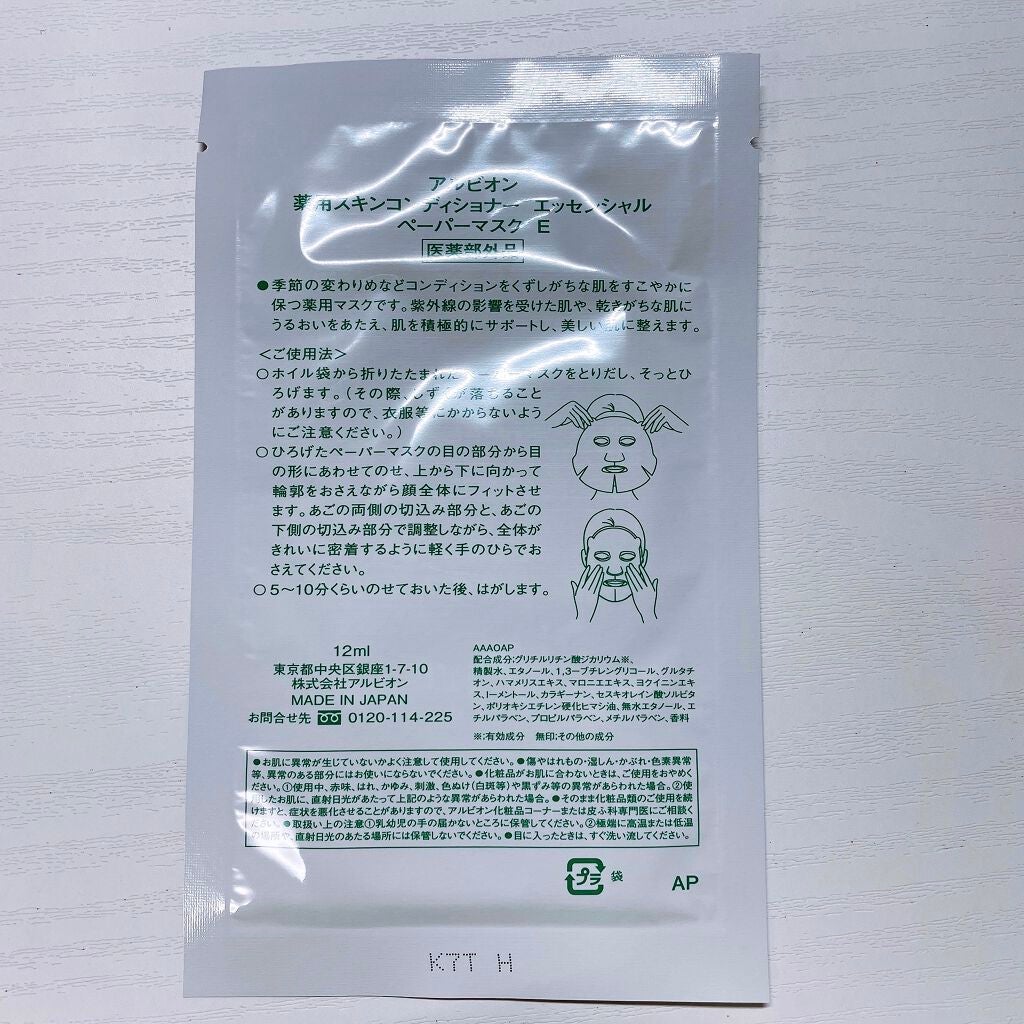 アルビオン
薬用スキンコンディショナー エッセンシャル
ペーパーマスク E
医薬部外品
●季節の変わりめなどコンディションをくずしがちな肌をすこやかに
保つ薬用マスクです。紫外線の影響を受けた肌や、乾きがちな肌に
うるおいをあたえ、肌を積極的にサポートし、美しい肌に整えます。
＜ご使用法＞
○ホイル袋から折りたたまれたペーパーマスクをとりだし、そっとひ
ろげます。（その際、しずくが落ちること
がありますので、衣服等にかからないよう
にご注意ください。）
○ひろげたペーパーマスクの目の部分から目
の形にあわせてのせ、上から下に向かって
輪郭をおさえながら顔全体にフィットさせ
ます。あごの両側の切込み部分と、あごの
下側の切込み部分で調整しながら、全体が
きれいに密着するように軽く手のひらでお
さえてください。
○5～10分くらいのせておいた後、はがします。
12ml
東京都中央区銀座1-7-10
株式会社アルビオン
MADE IN JAPAN
お問合せ先 0120-114-225
AAAOAP
配合成分;グリチルリチン酸ジカリウム※、
精製水、エタノール、1,3-ブチレングリコール、グルタチ
オン、ハマメリスエキス、マロニエエキス、ヨクイニンエキ
ス、l-メントール、カラギーナン、セスキオレイン酸ソルビタ
ン、ポリオキシエチレン硬化ヒマシ油、無水エタノール、エ
チルパラベン、プロピルパラベン、メチルパラベン、香料
※;有効成分 無印;その他の成分
●お肌に異常が生じていないかよく注意して使用してください。●傷やはれもの・湿しん・かぶれ・色素異常
等、異常のある部分にはお使いにならないでください。●化粧品がお肌に合わないときは、ご使用をおやめく
ださい。①使用中、赤味、はれ、かゆみ、刺激、色ぬけ(白斑等)や黒ずみ等の異常があらわれた場合。②使
用したお肌に、直射日光があたって上記のような異常があらわれた場合。●そのまま化粧品類のご使用を続
けますと、症状を悪化させることがありますので、アルビオン化粧品コーナーまたは皮ふ科専門医にご相談く
ださい。●取扱い上の注意①乳幼児の手の届かないところに保管してください。②極端に高温または低温
の場所や、直射日光のあたる場所には保管しないでください。●目に入ったときは、すぐ洗い流してください。
プラ 袋
AP
K7T H